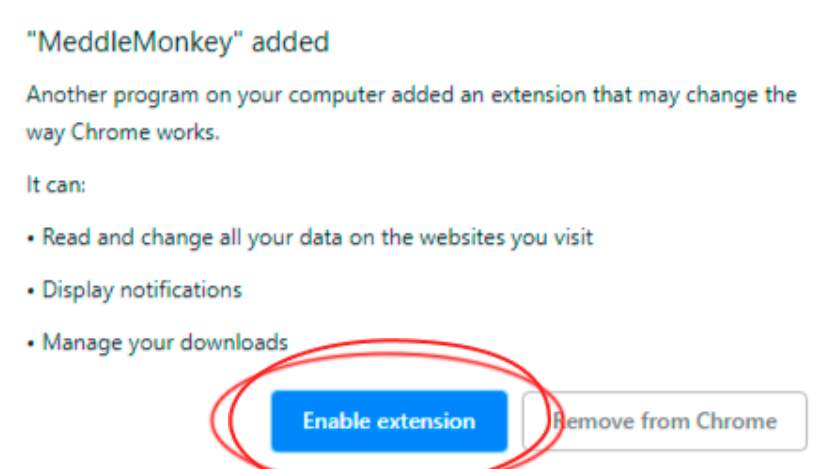 "MeddleMonkey" added
Another program on your computer added an extension that may change the
way Chrome works.
It can:
• Read and change all your data on the websites you visit
• Display notifications
• Manage your downloads
Enable extension Remove from Chrome